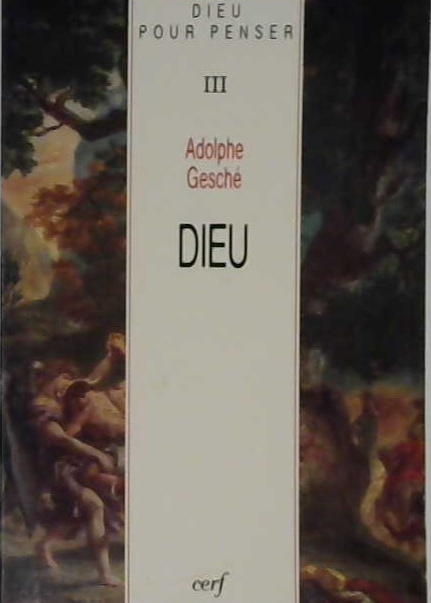 DIEU
POUR PENSER
III
Adolphe
Gesché
DIEU
cerf